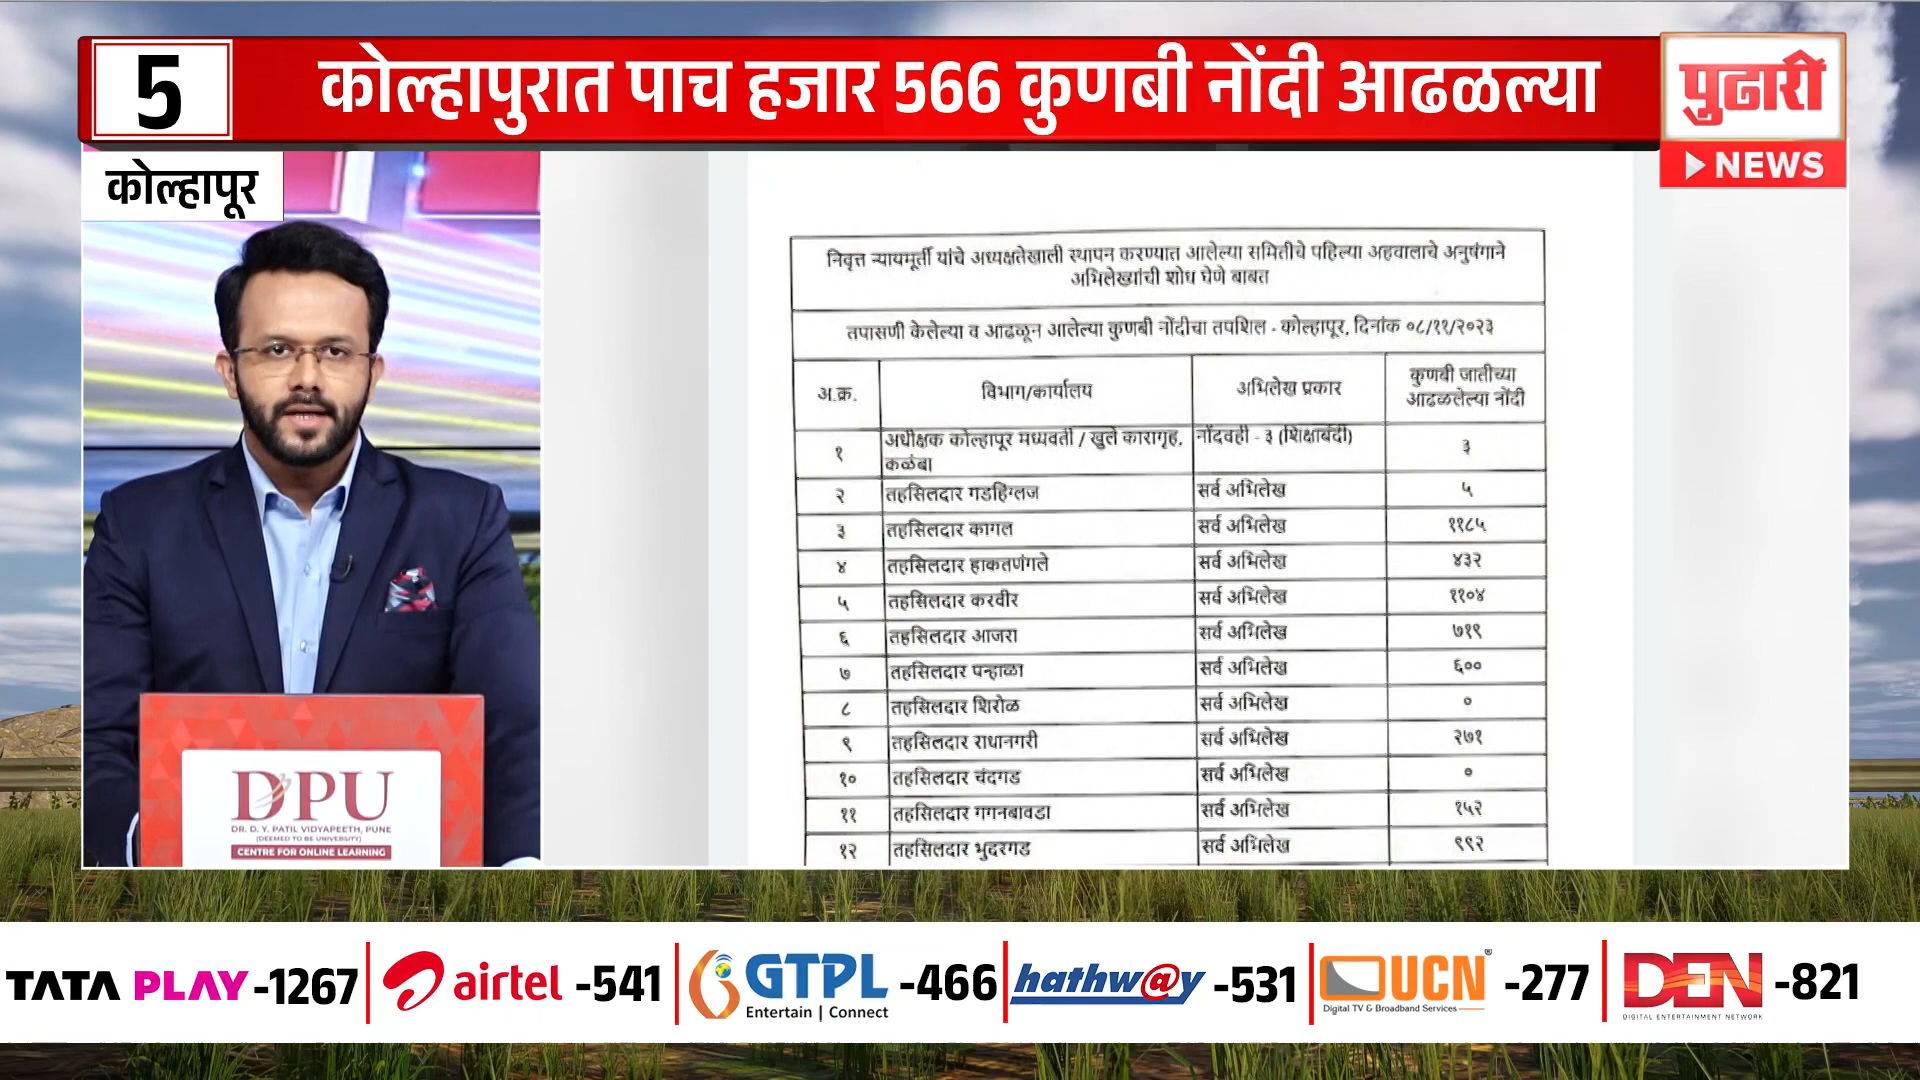 5
कोल्हापुरात पाच हजार 566 कुणबी नोंदी आढळल्या
पुढारी
NEWS
कोल्हापूर
निवृत्त न्यायमूर्ती यांचे अध्यक्षतेखाली स्थापन करण्यात आलेल्या समितीचे पहिल्या अहवालाचे अनुषंगाने
अभिलेख्यांची शोध घेणे बाबत
तपासणी केलेल्या व आढळून आलेल्या कुणबी नोंदीचा तपशिल - कोल्हापूर, दिनांक ०८/११/२०२३
अ.क्र. विभाग/कार्यालय अभिलेख प्रकार कुणबी जातीच्या
आढळलेल्या नोंदी
१ अधीक्षक कोल्हापूर मध्यवर्ती / खुले कारागृह, नोंदवही - ३ (शिक्षाबंदी) ३
कळंबा
२ तहसिलदार गडहिंग्लज सर्व अभिलेख ५
३ तहसिलदार कागल सर्व अभिलेख ११८५
४ तहसिलदार हाकतणंगले सर्व अभिलेख ४३२
५ तहसिलदार करवीर सर्व अभिलेख ११०४
६ तहसिलदार आजरा सर्व अभिलेख ७१९
७ तहसिलदार पन्हाळा सर्व अभिलेख ६००
८ तहसिलदार शिरोळ सर्व अभिलेख ०
९ तहसिलदार राधानगरी सर्व अभिलेख २७१
१० तहसिलदार चंदगड सर्व अभिलेख ०
११ तहसिलदार गगनबावडा सर्व अभिलेख १५२
१२ तहसिलदार भुदरगड सर्व अभिलेख ९९२
DPU
DR. D. Y. PATIL VIDYAPEETH, PUNE
(DEEMED TO BE UNIVERSITY)
CENTRE FOR ONLINE LEARNING
TATA PLAY -1267 airtel -541 GTPL -466 hathw@y -531 UCN® -277 DEN -821
Entertain | Connect
Digital TV & Broadband Services
DIGITAL ENTERTAINMENT NETWORK